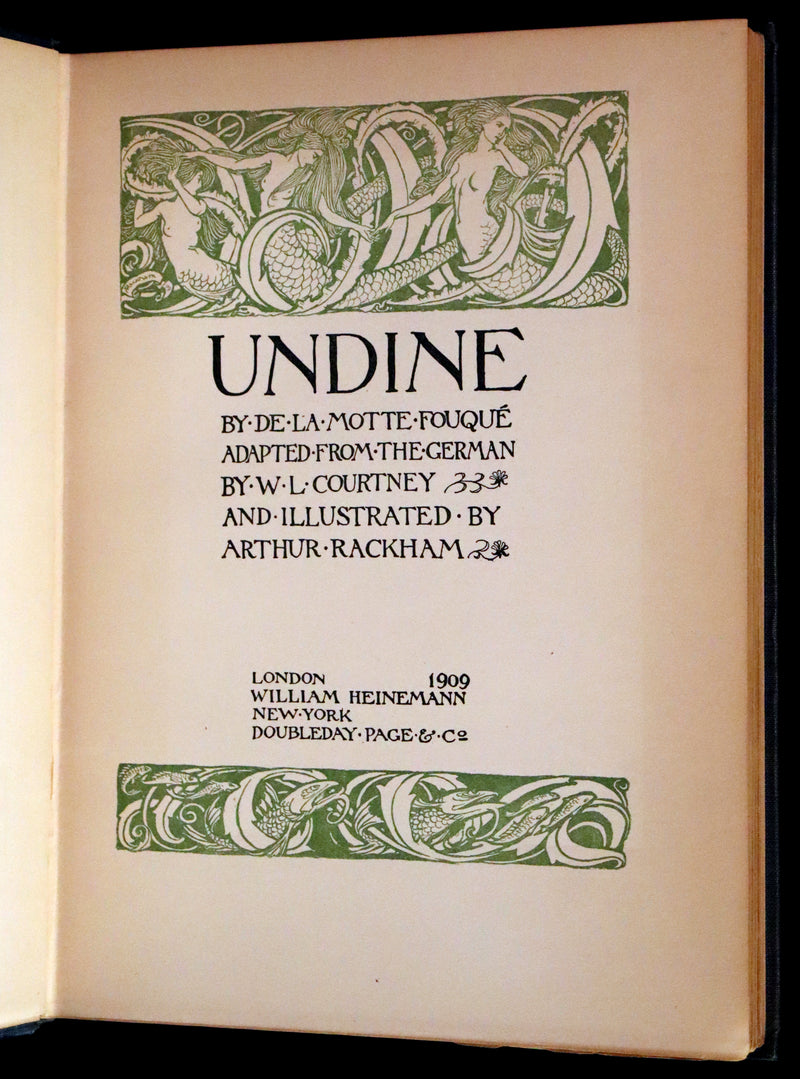 UNDINE
BY·DE·LA·MOTTE·FOUQUÉ
ADAPTED·FROM·THE·GERMAN
BY·W·L·COURTNEY
AND·ILLUSTRATED·BY
ARTHUR·RACKHAM
LONDON 1909
WILLIAM HEINEMANN
NEW·YORK
DOUBLEDAY·PAGE·&·Cº